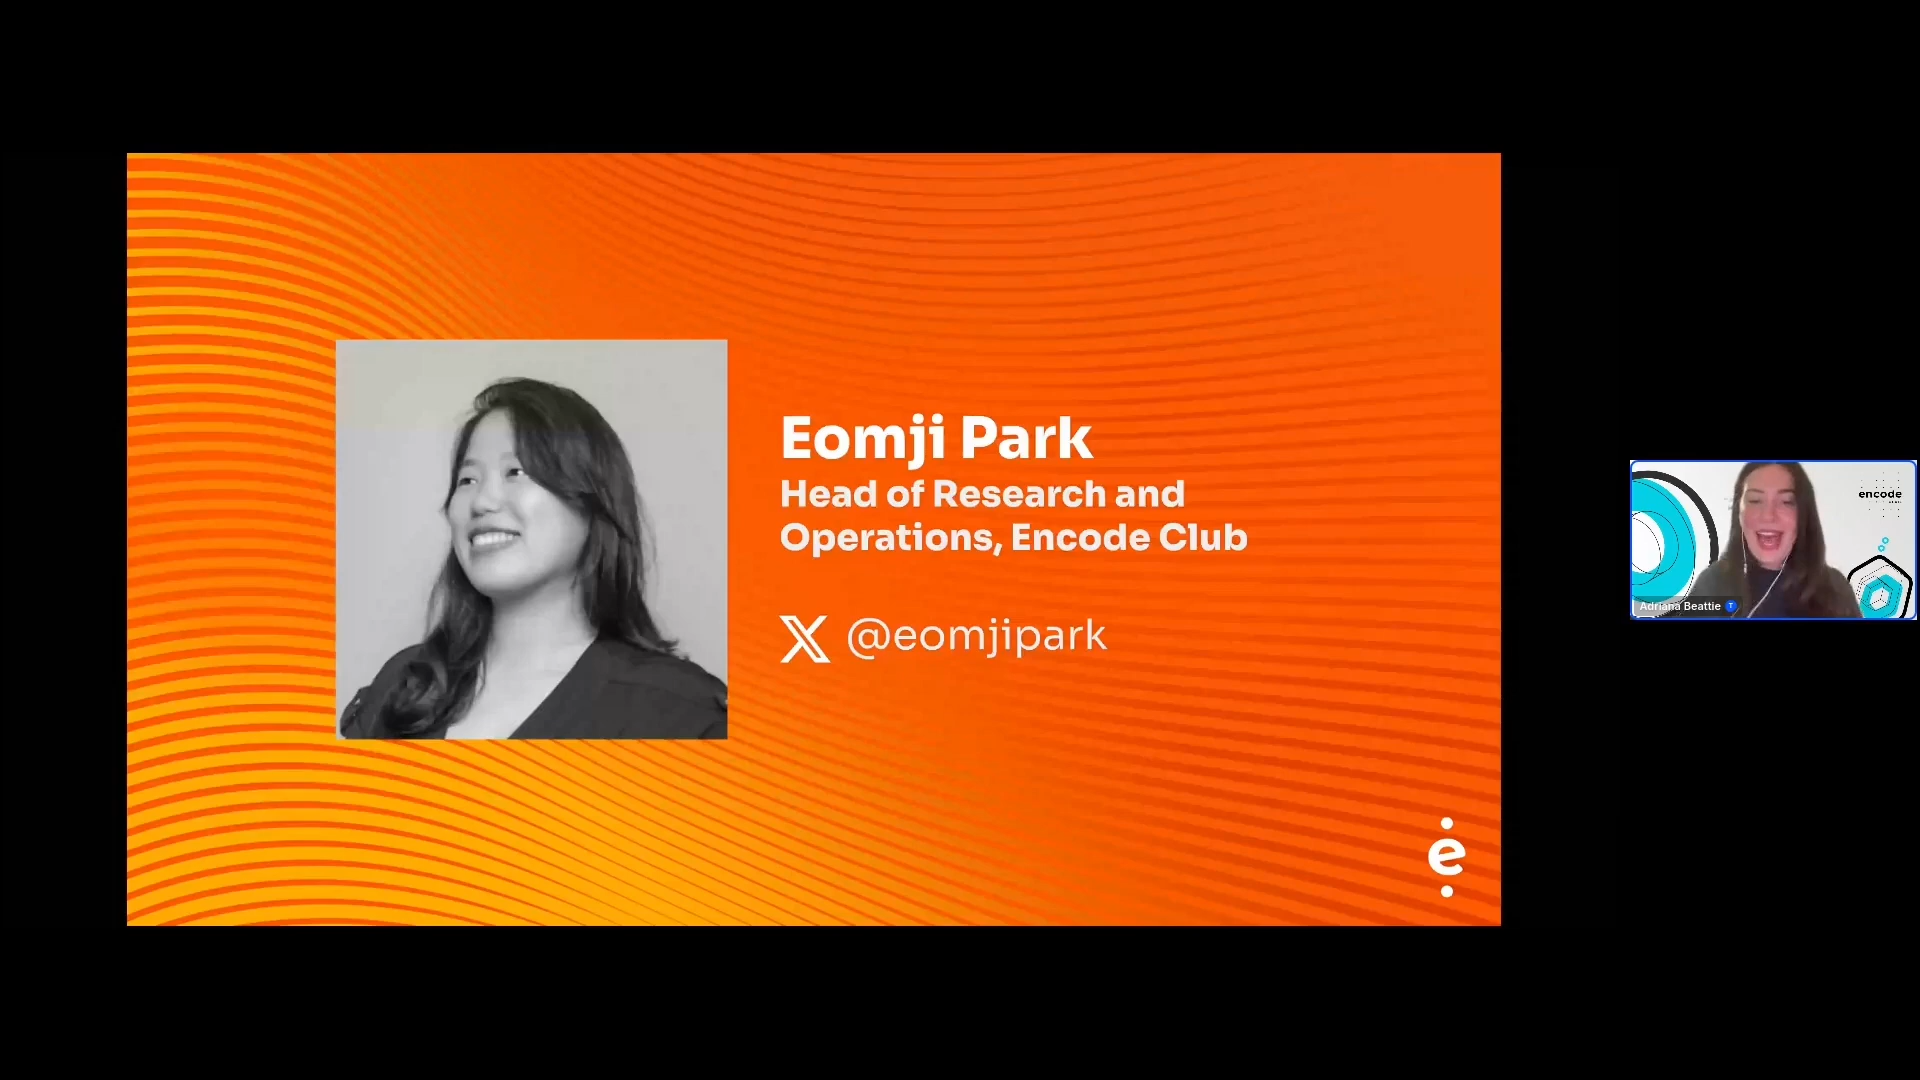 Eomji Park
Head of Research and
Operations, Encode Club
@eomjipark
e
encode
Adriana Beattie